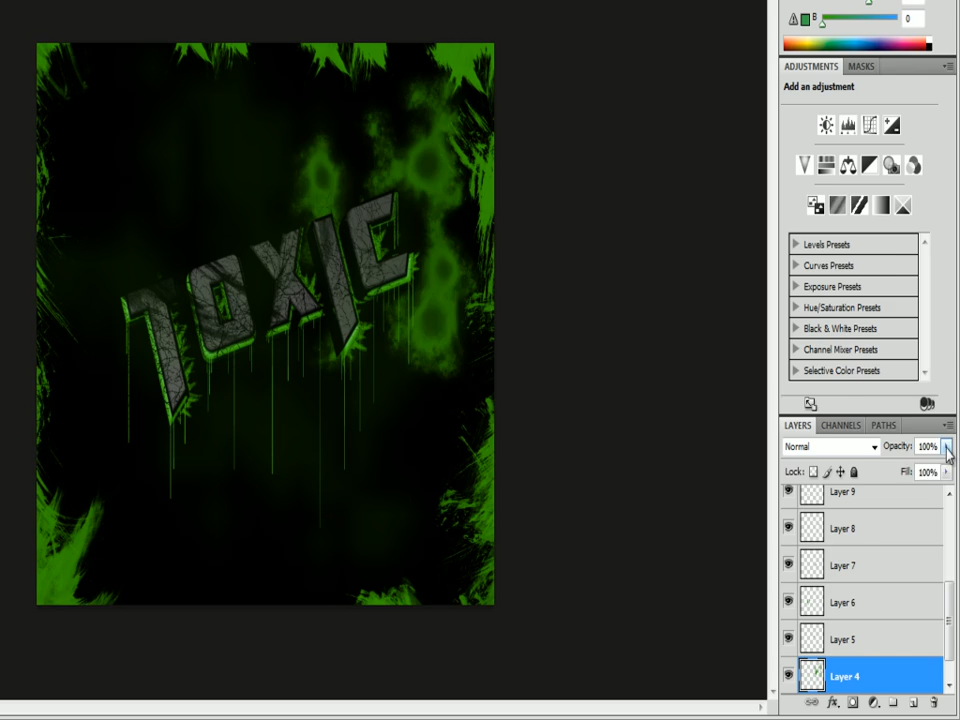 B 0
ADJUSTMENTS MASKS
Add an adjustment
TOXIC
Levels Presets
Curves Presets
Exposure Presets
Hue/Saturation Presets
Black & White Presets
Channel Mixer Presets
Selective Color Presets
LAYERS CHANNELS PATHS
Normal Opacity: 100%
Lock: Fill: 100%
Layer 9
Layer 8
Layer 7
Layer 6
Layer 5
Layer 4
fx.